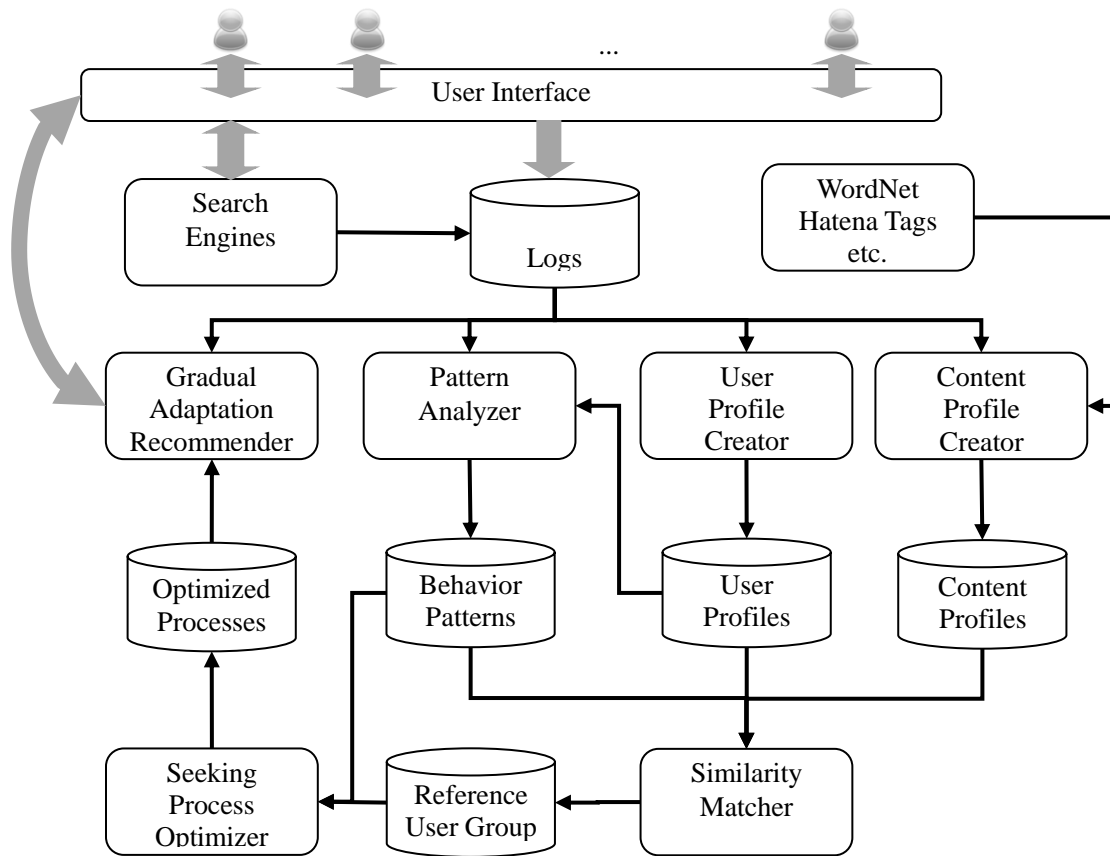 ...
User Interface
Search
Engines
Logs
WordNet
Hatena Tags
etc.
Gradual
Adaptation
Recommender
Pattern
Analyzer
User
Profile
Creator
Content
Profile
Creator
Optimized
Processes
Behavior
Patterns
User
Profiles
Content
Profiles
Seeking
Process
Optimizer
Reference
User Group
Similarity
Matcher